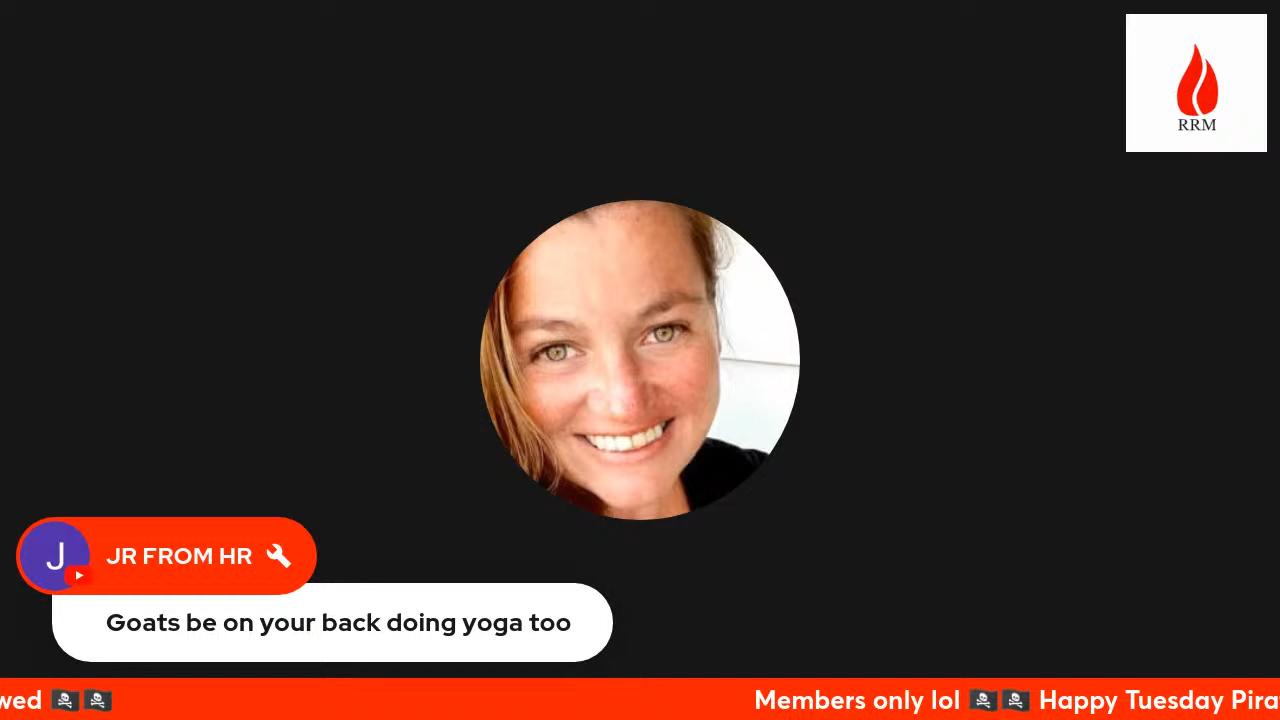 RRM
J
JR FROM HR
Goats be on your back doing yoga too
wed 🏴‍☠️🏴‍☠️ Members only lol 🏴‍☠️🏴‍☠️ Happy Tuesday Pira